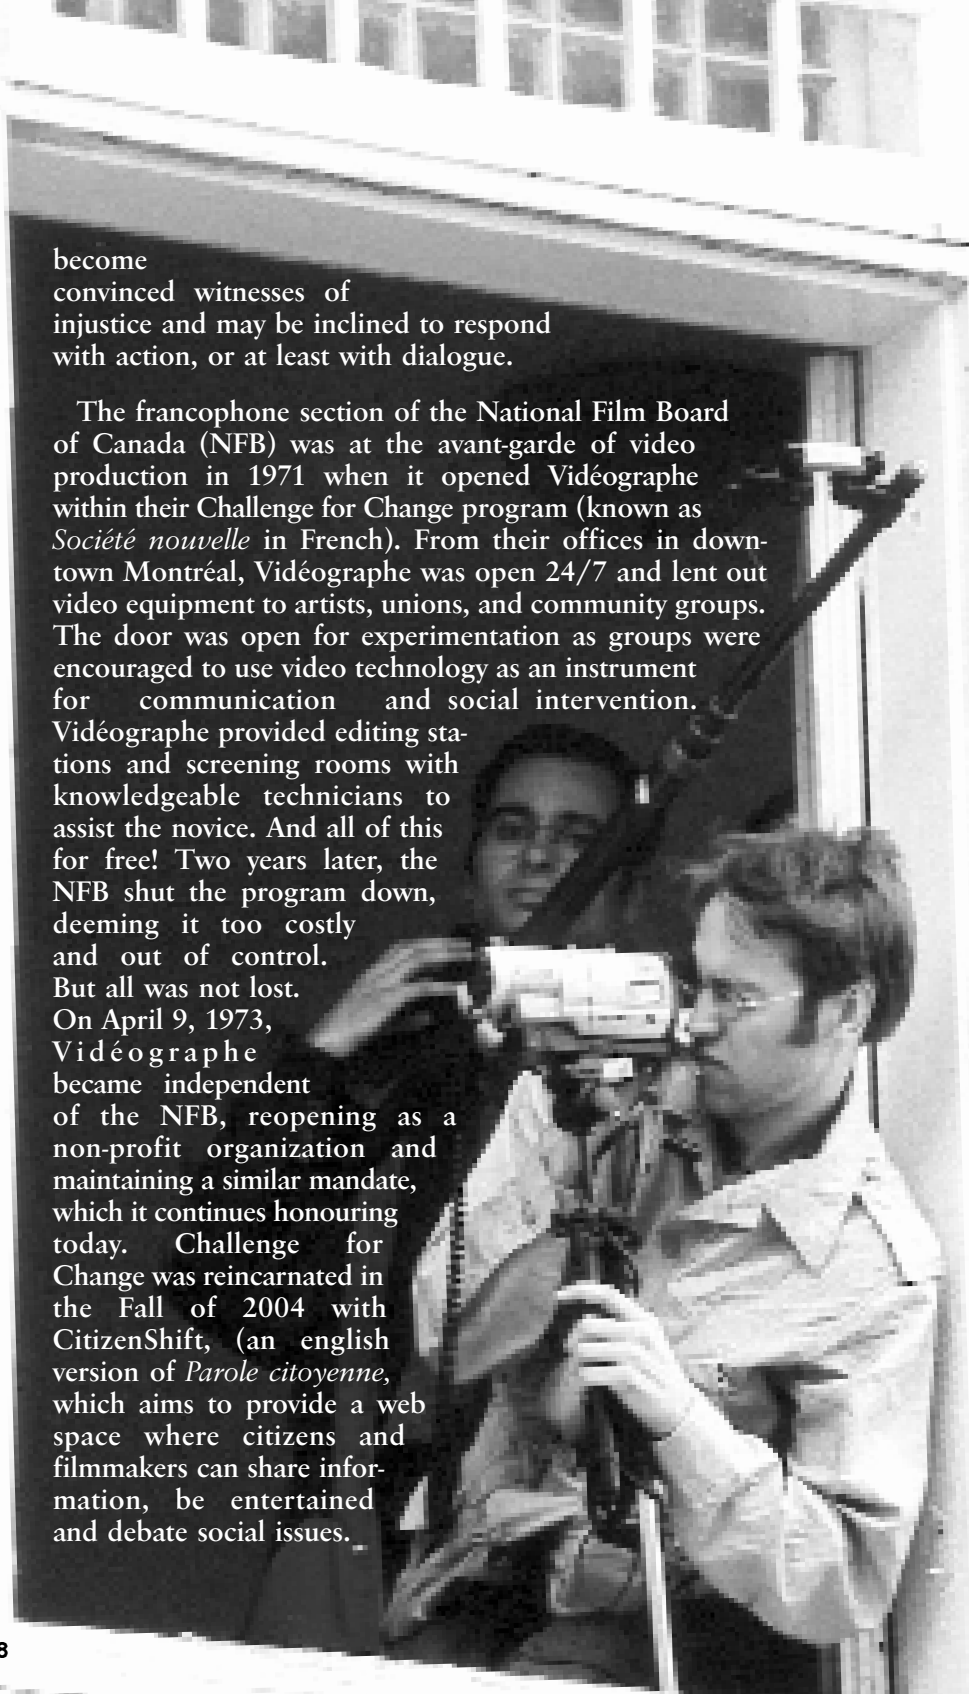 become
convinced witnesses of
injustice and may be inclined to respond
with action, or at least with dialogue.
The francophone section of the National Film Board
of Canada (NFB) was at the avant-garde of video
production in 1971 when it opened Vidéographe
within their Challenge for Change program (known as
Société nouvelle in French). From their offices in down-
town Montréal, Vidéographe was open 24/7 and lent out
video equipment to artists, unions, and community groups.
The door was open for experimentation as groups were
encouraged to use video technology as an instrument
for communication and social intervention.
Vidéographe provided editing sta-
tions and screening rooms with
knowledgeable technicians to
assist the novice. And all of this
for free! Two years later, the
NFB shut the program down,
deeming it too costly
and out of control.
But all was not lost.
On April 9, 1973,
Vidéographe
became independent
of the NFB, reopening as a
non-profit organization and
maintaining a similar mandate,
which it continues honouring
today. Challenge for
Change was reincarnated in
the Fall of 2004 with
CitizenShift, (an english
version of Parole citoyenne,
which aims to provide a web
space where citizens and
filmmakers can share infor-
mation, be entertained
and debate social issues.
8